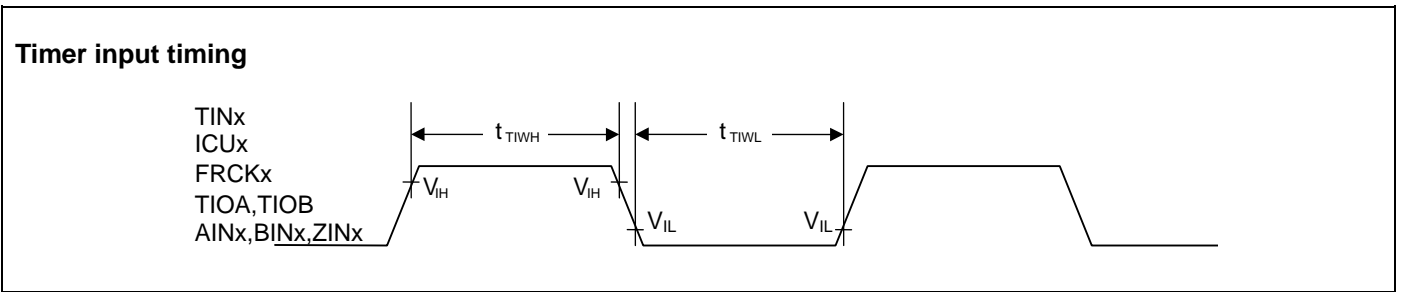 Timer input timing
TINx
ICUx
FRCKx
TIOA,TIOB
AINx,BINx,ZINx
tTIWH
tTIWL
VIH
VIH
VIL
VIL